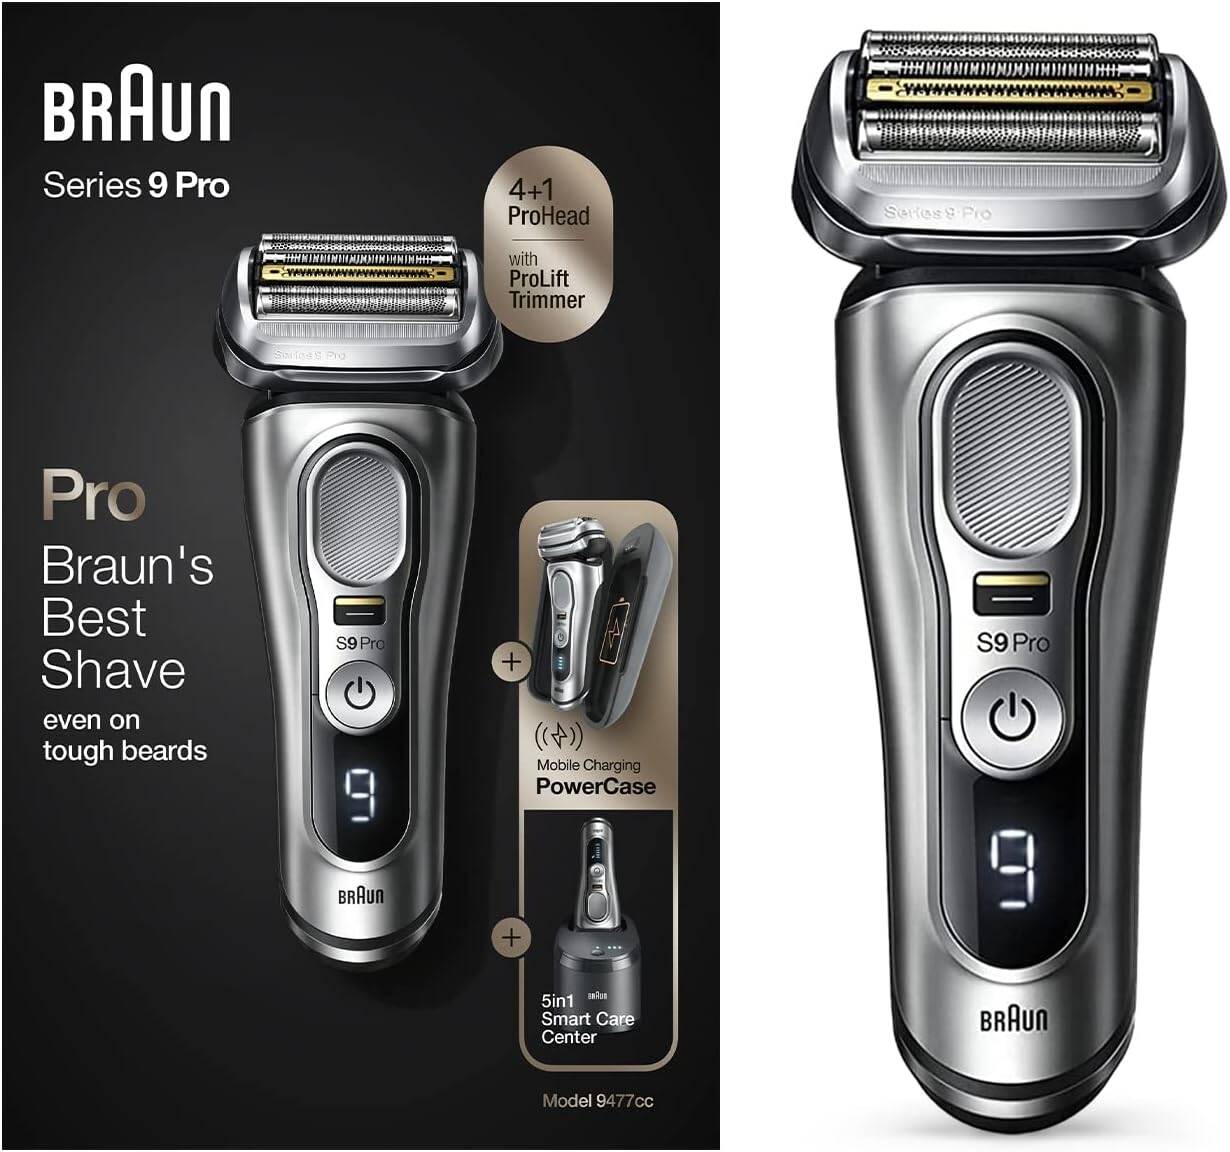 BRAUN
Series 9 Pro
4+1
ProHead
with
ProLift
Trimmer
Series 9 Pro
Pro
Braun's
Best
Shave
even on
tough beards
S9 Pro
9
BRAUN
Mobile Charging
PowerCase
BRAUN
5in1
Smart Care
Center
Model 9477cc
Series 9 Pro
S9 Pro
9
BRAUN